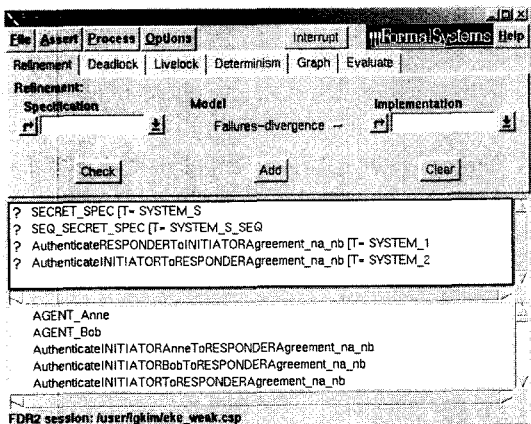 File Assert Process Options Interrupt FormalSystems Help
Refinement Deadlock Livelock Determinism Graph Evaluate
Refinement:
Specification Model Implementation
Failures-divergence
Check Add Clear
? SECRET_SPEC [T= SYSTEM_S
? SEQ_SECRET_SPEC [T= SYSTEM_S_SEQ
? AuthenticateRESPONDERToINITIATORAgreement_na_nb [T= SYSTEM_1
? AuthenticateINITIATORToRESPONDERAgreement_na_nb [T= SYSTEM_2
AGENT_Anne
AGENT_Bob
AuthenticateINITIATORAnneToRESPONDERAgreement_na_nb
AuthenticateINITIATORBobToRESPONDERAgreement_na_nb
AuthenticateINITIATORToRESPONDERAgreement_na_nb
FDR2 session: /user/lgkim/eke_weak.csp